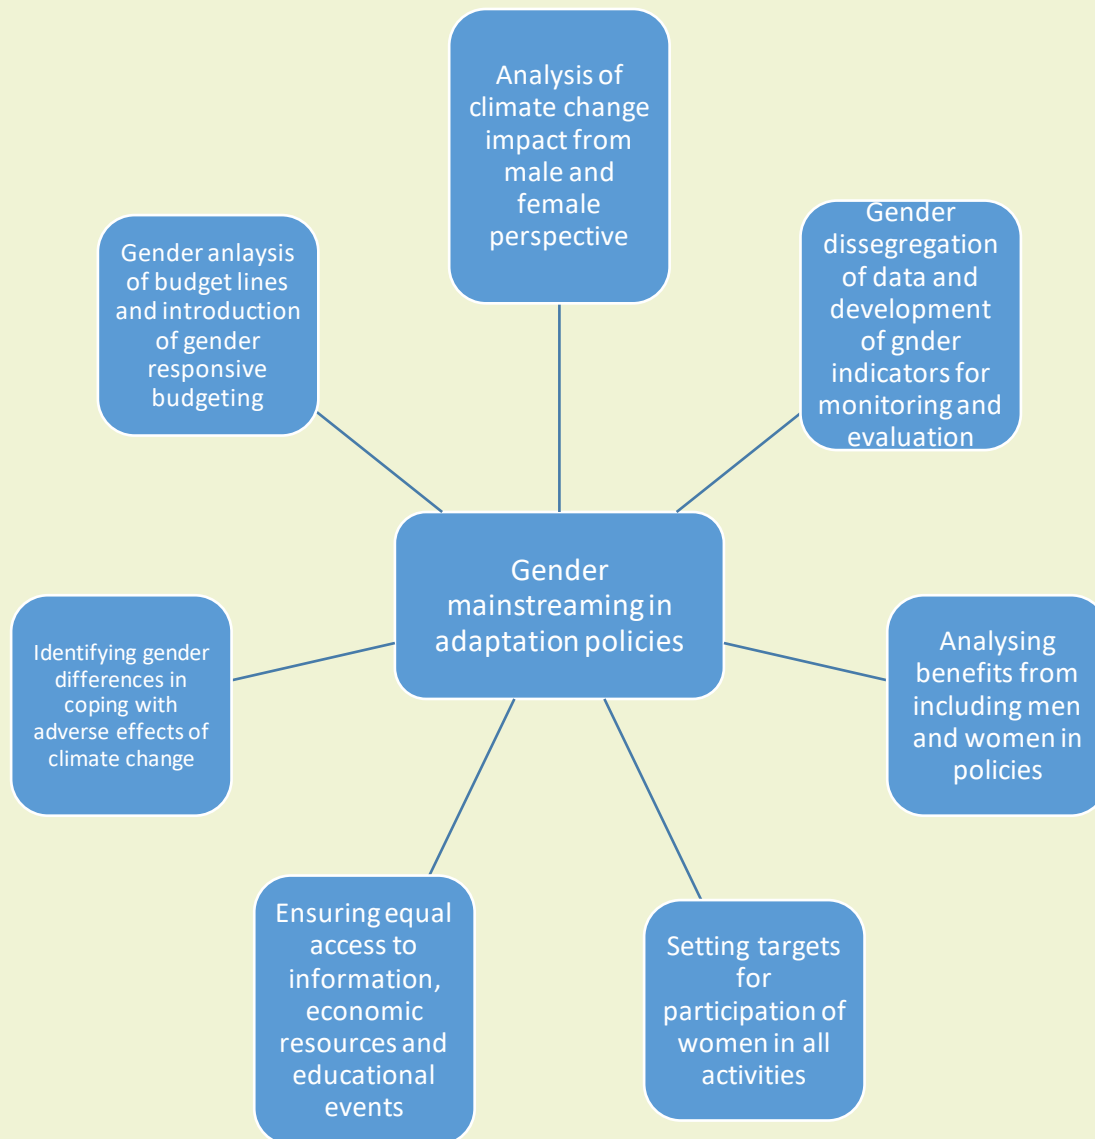 Analysis of
climate change
impact from
male and
female
perspective
Gender
dissegregation
of data and
development
of gnder
indicators for
monitoring and
evaluation
Gender anlaysis
of budget lines
and introduction
of gender
responsive
budgeting
Gender
mainstreaming in
adaptation policies
Identifying gender
differences in
coping with
adverse effects of
climate change
Analysing
benefits from
including men
and women in
policies
Ensuring equal
access to
information,
economic
resources and
educational
events
Setting targets
for
participation of
women in all
activities